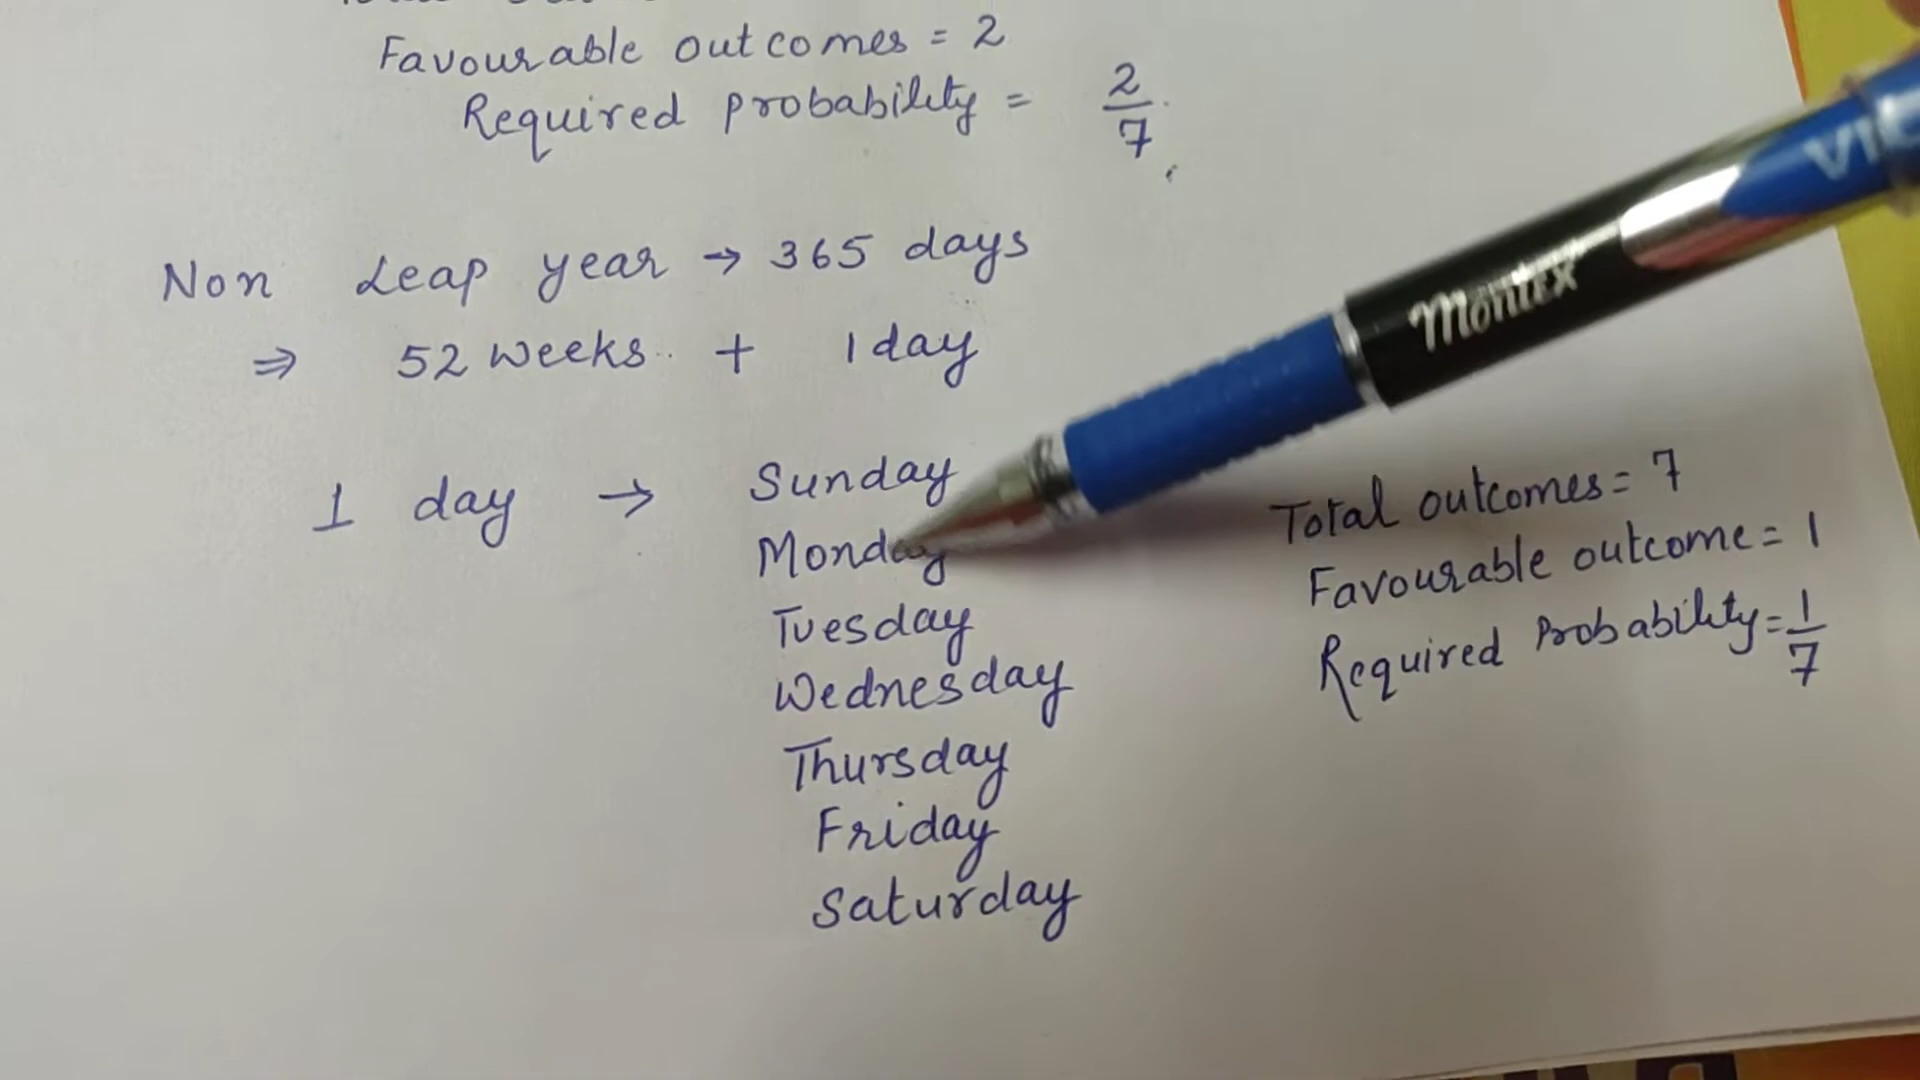 Favourable outcomes = 2
Required probability = 2/7
Non Leap year → 365 days
⇒ 52 weeks + 1 day
1 day → Sunday
Monday
Tuesday
Wednesday
Thursday
Friday
Saturday
Total outcomes = 7
Favourable outcome = 1
Required Probability = 1/7
Montex